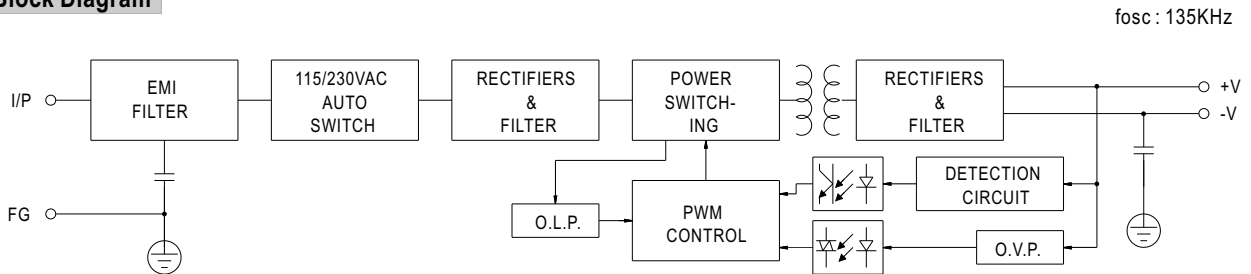 Block Diagram
fosc : 135KHz
I/P
EMI
FILTER
115/230VAC
AUTO
SWITCH
RECTIFIERS
&
FILTER
POWER
SWITCH-
ING
RECTIFIERS
&
FILTER
+V
-V
FG
O.L.P.
PWM
CONTROL
DETECTION
CIRCUIT
O.V.P.